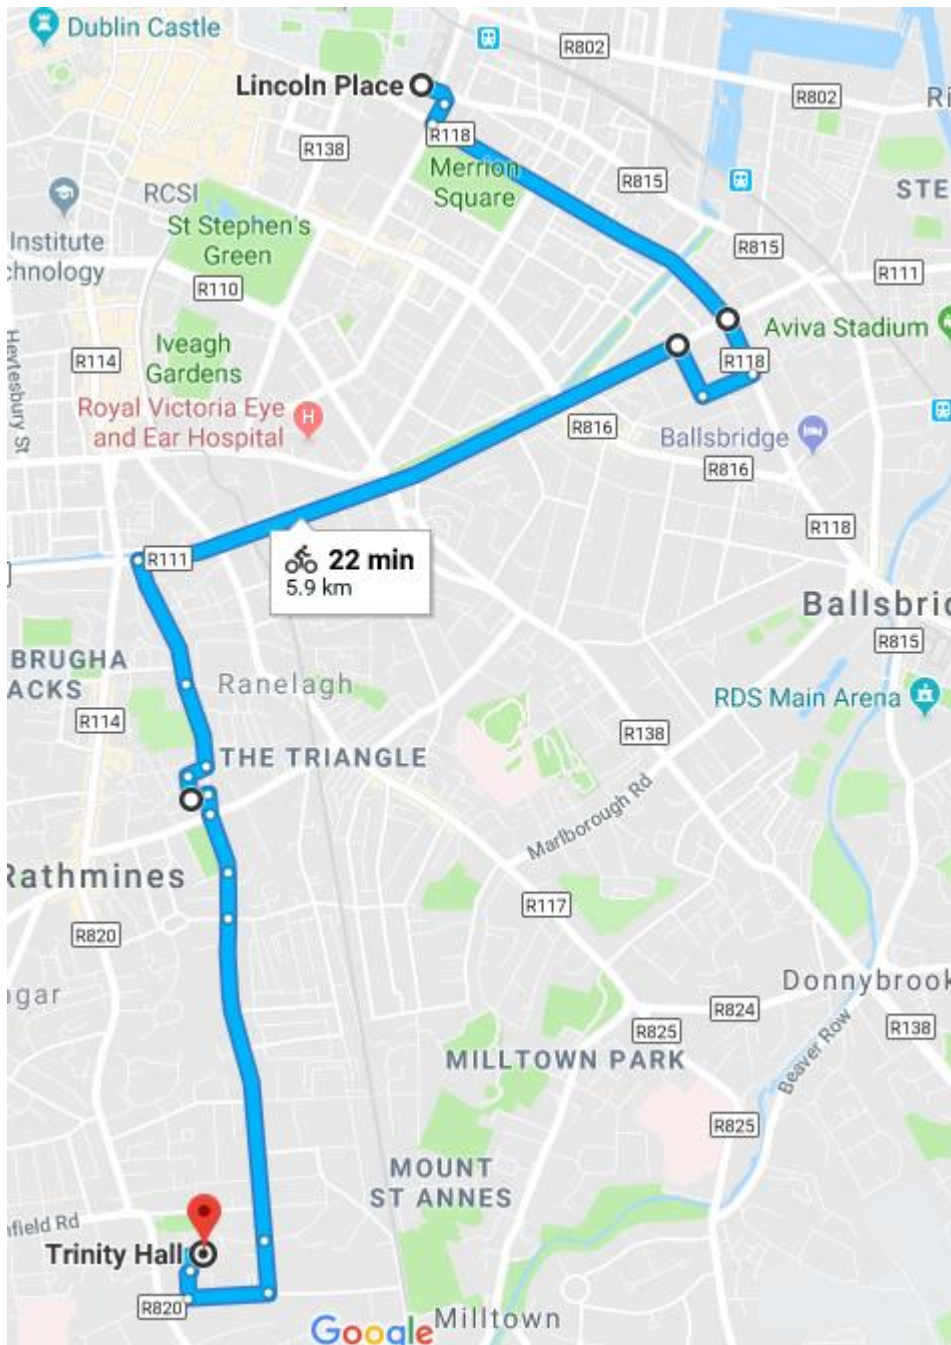 Dublin Castle
R802
Lincoln Place
R802
Ri
R118
R138
Merrion
Square
R815
RCSI
STE
St Stephen's
Green
Institute
chnology
R815
R110
R111
Heytesbury St
Iveagh
Gardens
Aviva Stadium
R114
R118
Royal Victoria Eye
and Ear Hospital
H
R816
Ballsbridge
R816
R118
R111
22 min
5.9 km
Ballsbrid
R815
BRUGHA
ACKS
Ranelagh
RDS Main Arena
R114
R138
THE TRIANGLE
Marlborough Rd
Rathmines
R117
R820
Donnybrook
gar
R824
R825
R138
MILLTOWN PARK
Beaver Row
R825
MOUNT
ST ANNES
nfield Rd
Trinity Hall
R820
Google
Milltown